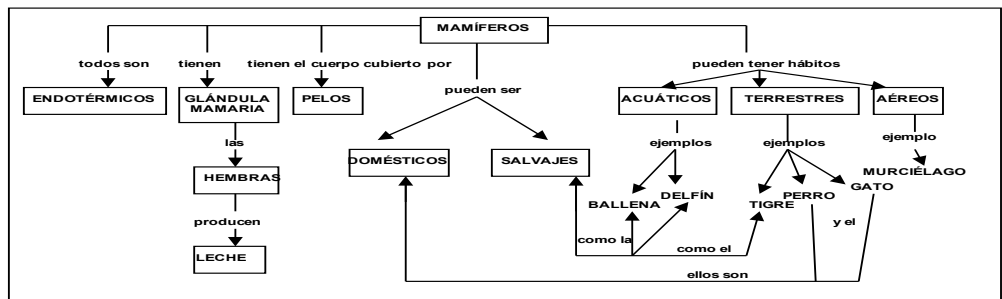 MAMÍFEROS
todos son
tienen
tienen el cuerpo cubierto por
pueden ser
pueden tener hábitos
ENDOTÉRMICOS
GLÁNDULA
MAMARIA
PELOS
ACUÁTICOS
TERRESTRES
AÉREOS
las
ejemplos
ejemplos
ejemplo
HEMBRAS
DOMÉSTICOS
SALVAJES
MURCIÉLAGO
BALLENA
DELFÍN
TIGRE
PERRO
GATO
producen
como la
como el
y el
LECHE
ellos son